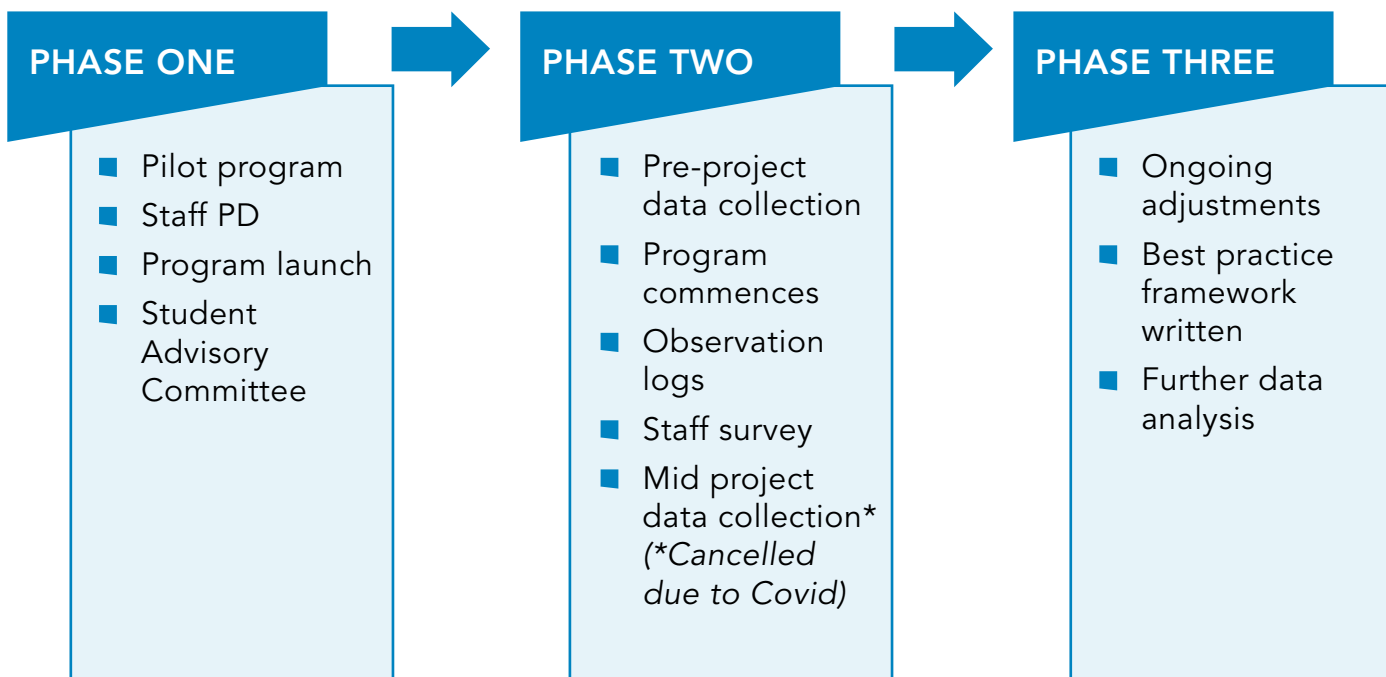 PHASE ONE
Pilot program
Staff PD
Program launch
Student
Advisory
Committee
PHASE TWO
Pre-project
data collection
Program
commences
Observation
logs
Staff survey
Mid project
data collection*
(*Cancelled
due to Covid)
PHASE THREE
Ongoing
adjustments
Best practice
framework
written
Further data
analysis